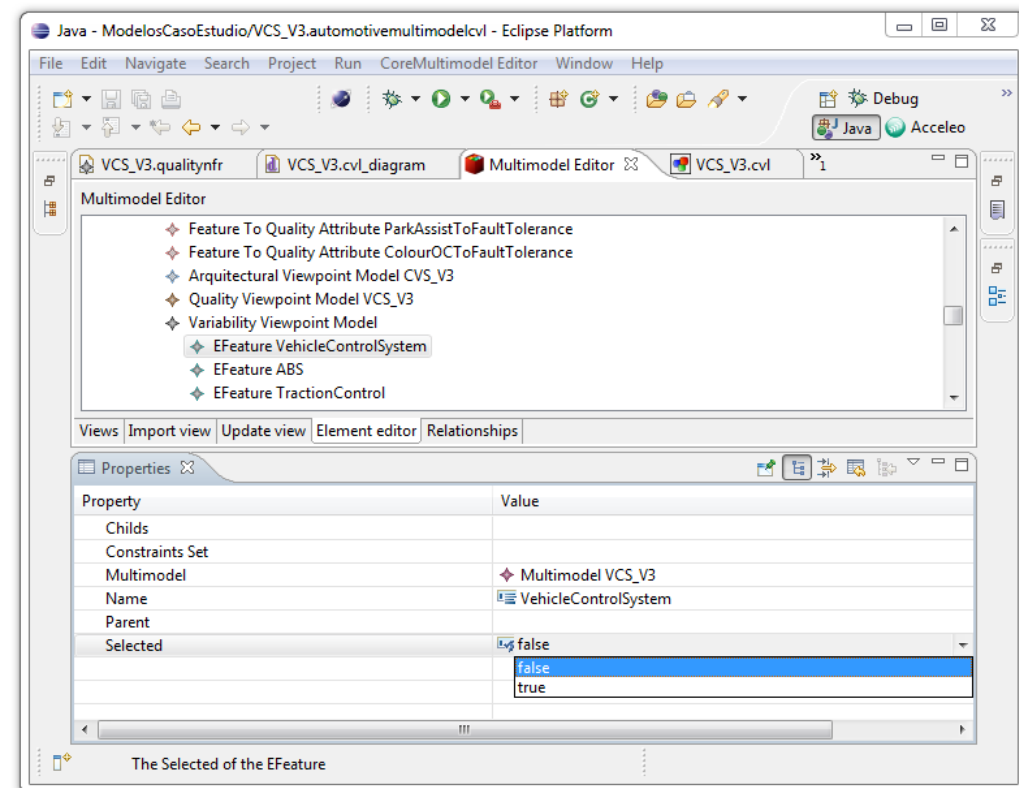 Java - ModelosCasoEstudio/VCS_V3.automotivemultimodelcvl - Eclipse Platform
File Edit Navigate Search Project Run CoreMultimodel Editor Window Help
Debug
Java Acceleo
VCS_V3.qualitynfr VCS_V3.cvl_diagram Multimodel Editor VCS_V3.cvl »1
Multimodel Editor
Feature To Quality Attribute ParkAssistToFaultTolerance
Feature To Quality Attribute ColourOCToFaultTolerance
Arquitectural Viewpoint Model CVS_V3
Quality Viewpoint Model VCS_V3
Variability Viewpoint Model
EFeature VehicleControlSystem
EFeature ABS
EFeature TractionControl
Views Import view Update view Element editor Relationships
Properties
Property Value
Childs
Constraints Set
Multimodel Multimodel VCS_V3
Name VehicleControlSystem
Parent
Selected false
false
true
The Selected of the EFeature